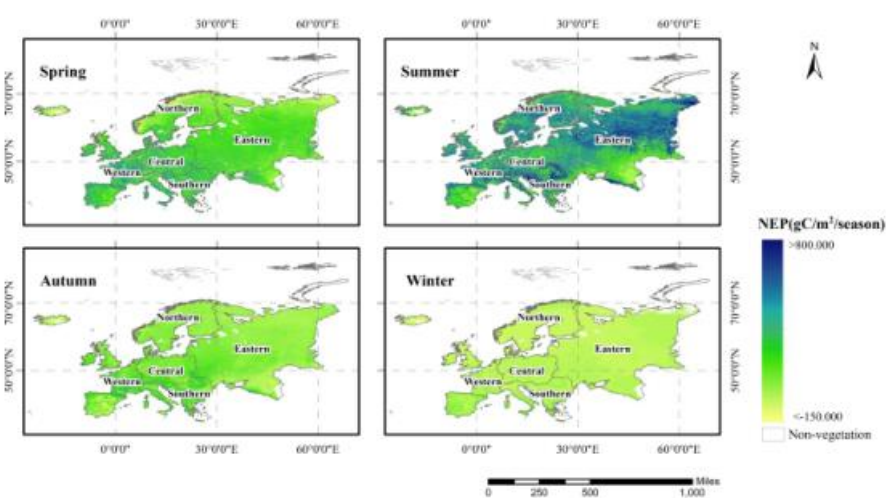 0°0'0" 30°0'0"E 60°0'0"E 0°0'0" 30°0'0"E 60°0'0"E
N
Spring
Summer
70°0'0"N
70°0'0"N
Northern
Northern
Eastern
Eastern
50°0'0"N
50°0'0"N
Central
Central
Western
Western
Southern
Southern
NEP(gC/m²/season)
>800.000
Autumn
Winter
70°0'0"N
70°0'0"N
Northern
Northern
Eastern
Eastern
50°0'0"N
50°0'0"N
Central
Central
Western
Western
Southern
Southern
<-150.000
Non-vegetation
0°0'0" 30°0'0"E 60°0'0"E 0°0'0" 30°0'0"E 60°0'0"E
Miles
0 250 500 1,000